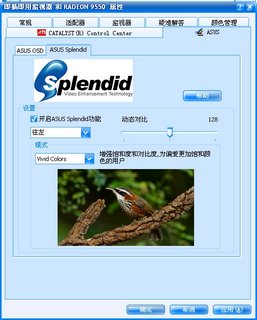 即插即用监视器 和 RADEON 9550 属性
常规
适配器
监视器
疑难解答
颜色管理
CATALYST(R) Control Center
ASUS
ASUS OSD
ASUS Splendid
Splendid
Video Enhancement Technology
帮助
设置
开启ASUS Splendid功能
动态对比
128
往左
模式
Vivid Colors
增强饱和度和对比度,为偏爱更加饱和颜
色的用户
确定
取消
应用(A)